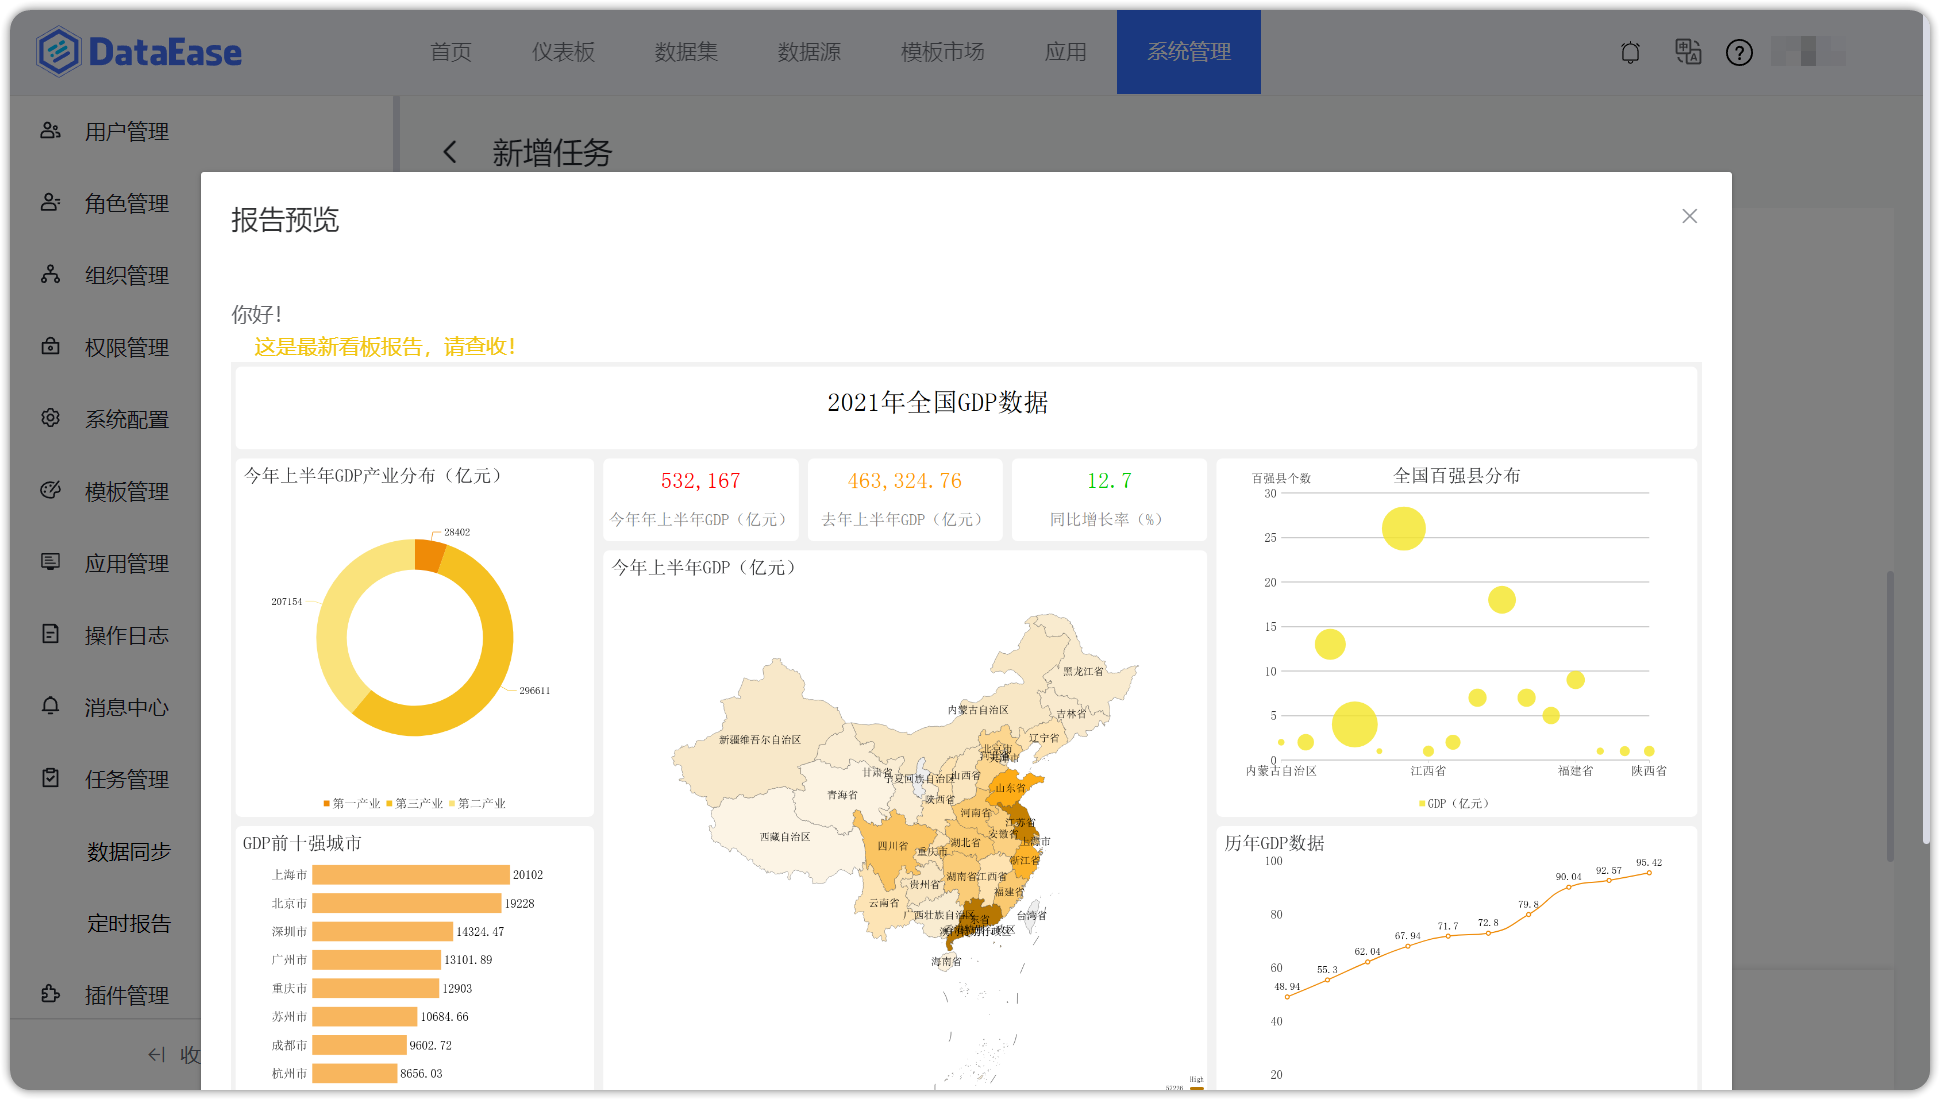 DataEase
首页
仪表板
数据集
数据源
模板市场
应用
系统管理
用户管理
角色管理
组织管理
权限管理
系统配置
模板管理
应用管理
操作日志
消息中心
任务管理
数据同步
定时报告
插件管理
收
新增任务
报告预览
你好！
这是最新看板报告，请查收！
2021年全国GDP数据
今年上半年GDP产业分布（亿元）
28402
207154
296611
第一产业 第三产业 第二产业
532,167
今年年上半年GDP（亿元）
463,324.76
去年上半年GDP（亿元）
12.7
同比增长率（%）
今年上半年GDP（亿元）
黑龙江省
内蒙古自治区
吉林省
新疆维吾尔自治区
辽宁省
北京市
甘肃省
宁夏回族自治区
山西省
山东省
青海省
陕西省
河南省
江苏省
安徽省
西藏自治区
四川省
重庆市
湖北省
上海市
浙江省
贵州省
湖南省
江西省
福建省
云南省
广西壮族自治区
东省
台湾省
海南省
High
52226
全国百强县分布
百强县个数
30
25
20
15
10
5
0
内蒙古自治区
江西省
福建省
陕西省
GDP（亿元）
GDP前十强城市
上海市 20102
北京市 19228
深圳市 14324.47
广州市 13101.89
重庆市 12903
苏州市 10684.66
成都市 9602.72
杭州市 8656.03
历年GDP数据
100
80
60
40
20
48.94
55.3
62.04
67.94
71.7
72.8
79.8
90.04
92.57
95.42